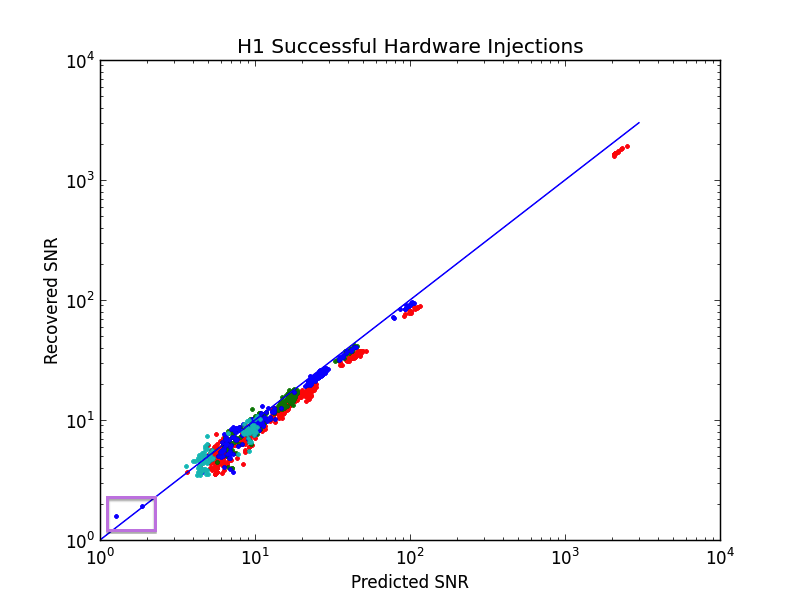 H1 Successful Hardware Injections
10^4
10^3
10^2
10^1
10^0
Recovered SNR
10^0 10^1 10^2 10^3 10^4
Predicted SNR